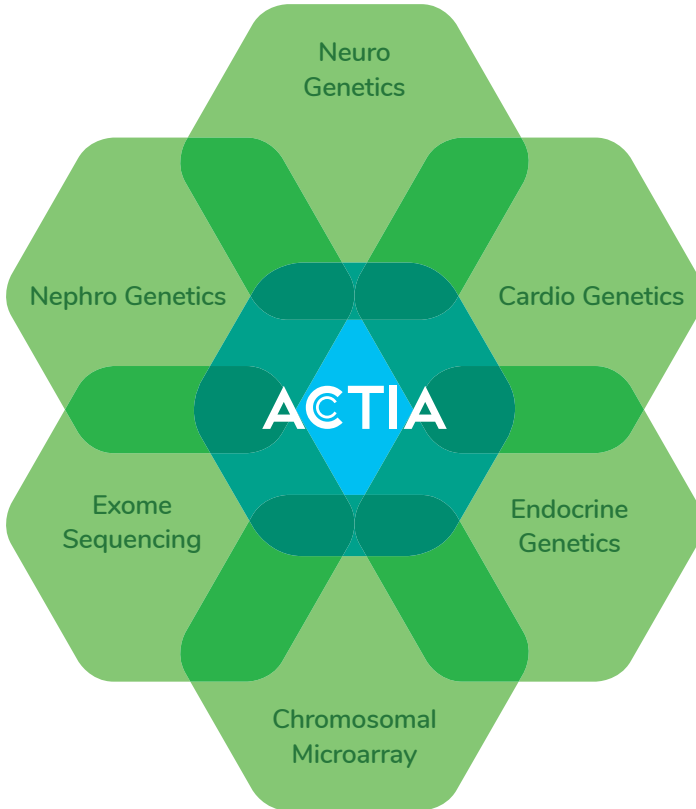 Neuro
Genetics
Nephro Genetics
Cardio Genetics
ACTIA
Exome
Sequencing
Endocrine
Genetics
Chromosomal
Microarray